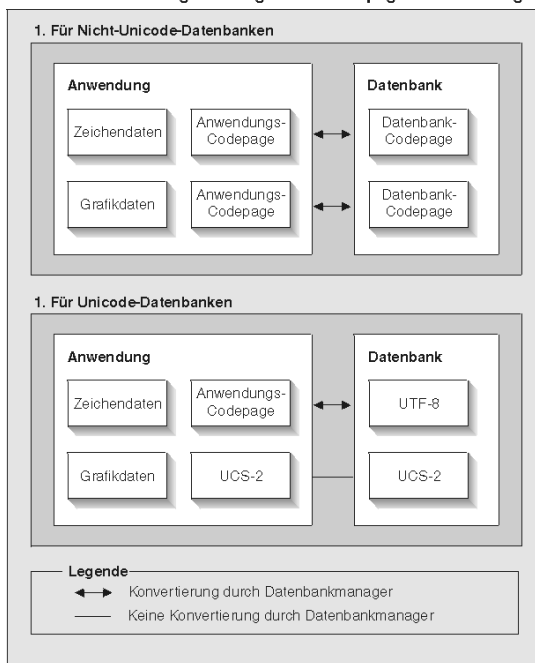 1. Für Nicht-Unicode-Datenbanken
Anwendung
Datenbank
Zeichendaten
Anwendungs-
Codepage
Datenbank-
Codepage
Grafikdaten
Anwendungs-
Codepage
Datenbank-
Codepage
1. Für Unicode-Datenbanken
Anwendung
Datenbank
Zeichendaten
Anwendungs-
Codepage
UTF-8
Grafikdaten
UCS-2
UCS-2
Legende
Konvertierung durch Datenbankmanager
Keine Konvertierung durch Datenbankmanager